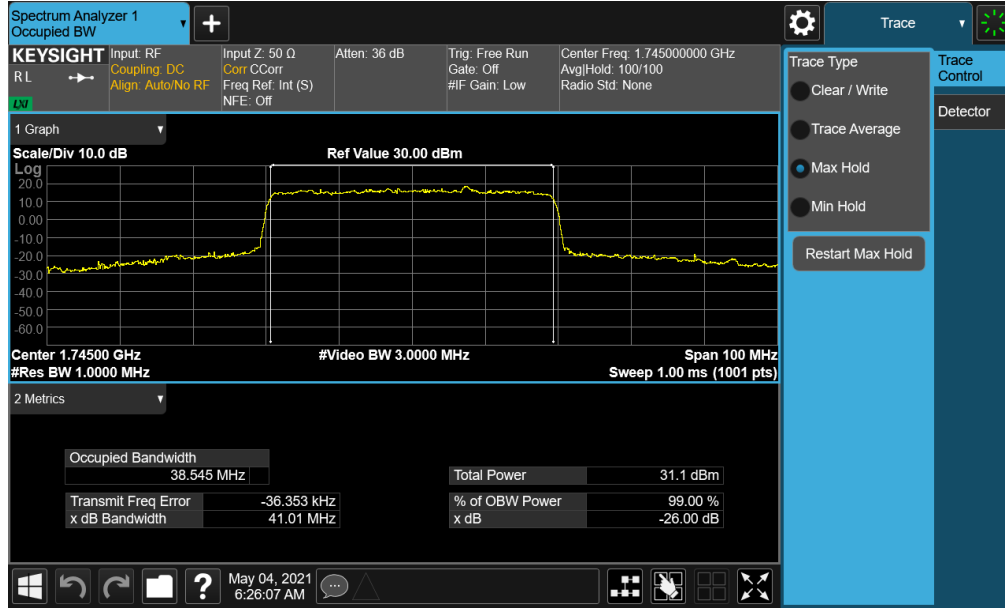 Spectrum Analyzer 1
Occupied BW
+
Trace
KEYSIGHT
R L
LXI
Input: RF
Coupling: DC
Align: Auto/No RF
Input Z: 50 Ω
Corr CCorr
Freq Ref: Int (S)
NFE: Off
Atten: 36 dB
Trig: Free Run
Gate: Off
#IF Gain: Low
Center Freq: 1.745000000 GHz
Avg|Hold: 100/100
Radio Std: None
Trace Type
Clear / Write
Trace Average
Max Hold
Min Hold
Restart Max Hold
Trace
Control
Detector
1 Graph
Scale/Div 10.0 dB
Ref Value 30.00 dBm
Log
20.0
10.0
0.00
-10.0
-20.0
-30.0
-40.0
-50.0
-60.0
Center 1.74500 GHz
#Video BW 3.0000 MHz
Span 100 MHz
#Res BW 1.0000 MHz
Sweep 1.00 ms (1001 pts)
2 Metrics
Occupied Bandwidth
38.545 MHz
Total Power 31.1 dBm
Transmit Freq Error -36.353 kHz
% of OBW Power 99.00 %
x dB Bandwidth 41.01 MHz
x dB -26.00 dB
?
May 04, 2021
6:26:07 AM